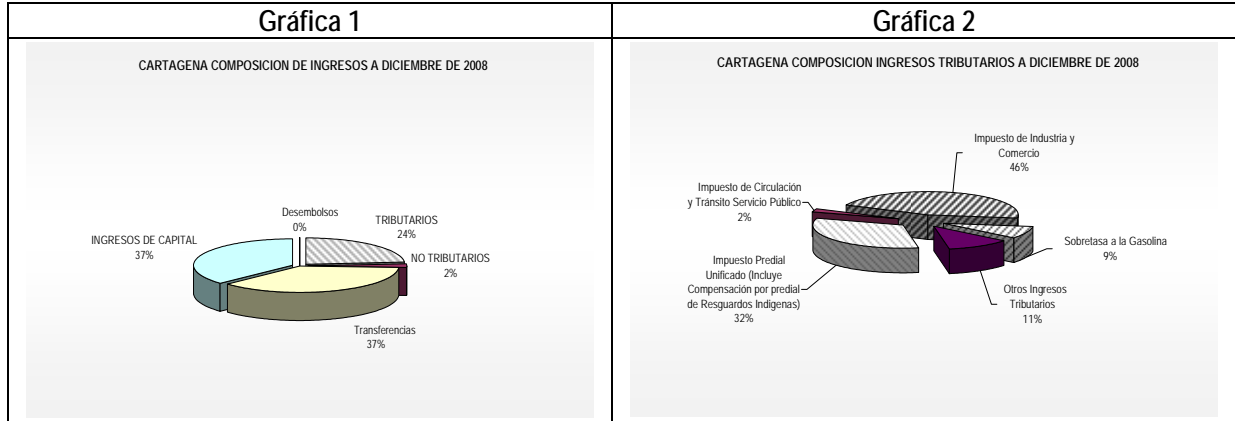 Gráfica 1
CARTAGENA COMPOSICION DE INGRESOS A DICIEMBRE DE 2008
Desembolsos
0%
TRIBUTARIOS
24%
INGRESOS DE CAPITAL
37%
NO TRIBUTARIOS
2%
Transferencias
37%
Gráfica 2
CARTAGENA COMPOSICION INGRESOS TRIBUTARIOS A DICIEMBRE DE 2008
Impuesto de Industria y
Comercio
46%
Impuesto de Circulación
y Tránsito Servicio Público
2%
Sobretasa a la Gasolina
9%
Impuesto Predial
Unificado (Incluye
Compensación por predial
de Resguardos Indigenas)
32%
Otros Ingresos
Tributarios
11%